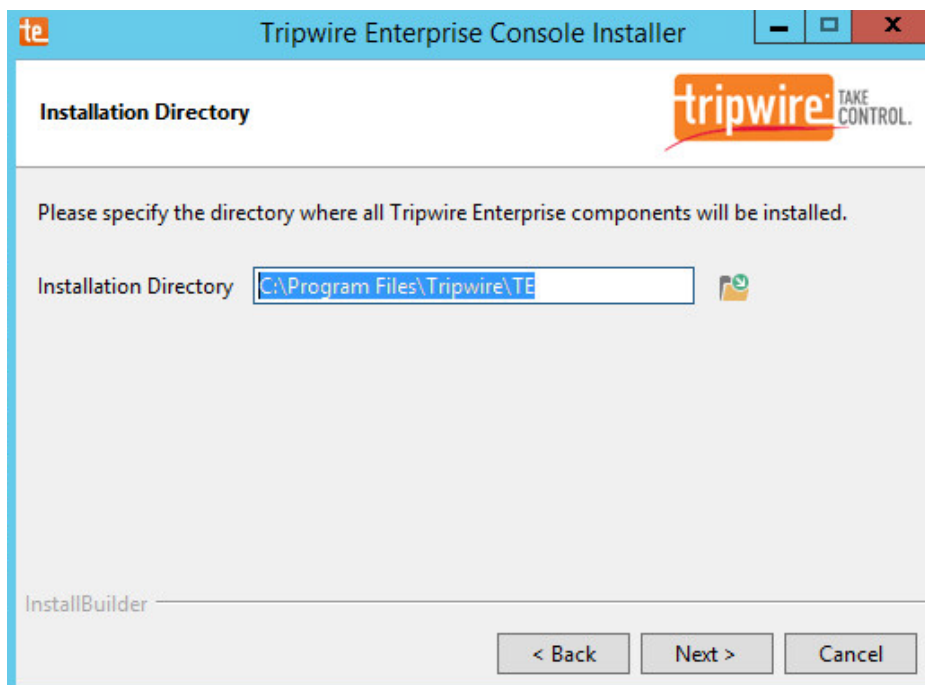 te
Tripwire Enterprise Console Installer
Installation Directory
tripwire TAKE CONTROL.
Please specify the directory where all Tripwire Enterprise components will be installed.
Installation Directory C:\Program Files\Tripwire\TE
InstallBuilder
< Back Next > Cancel